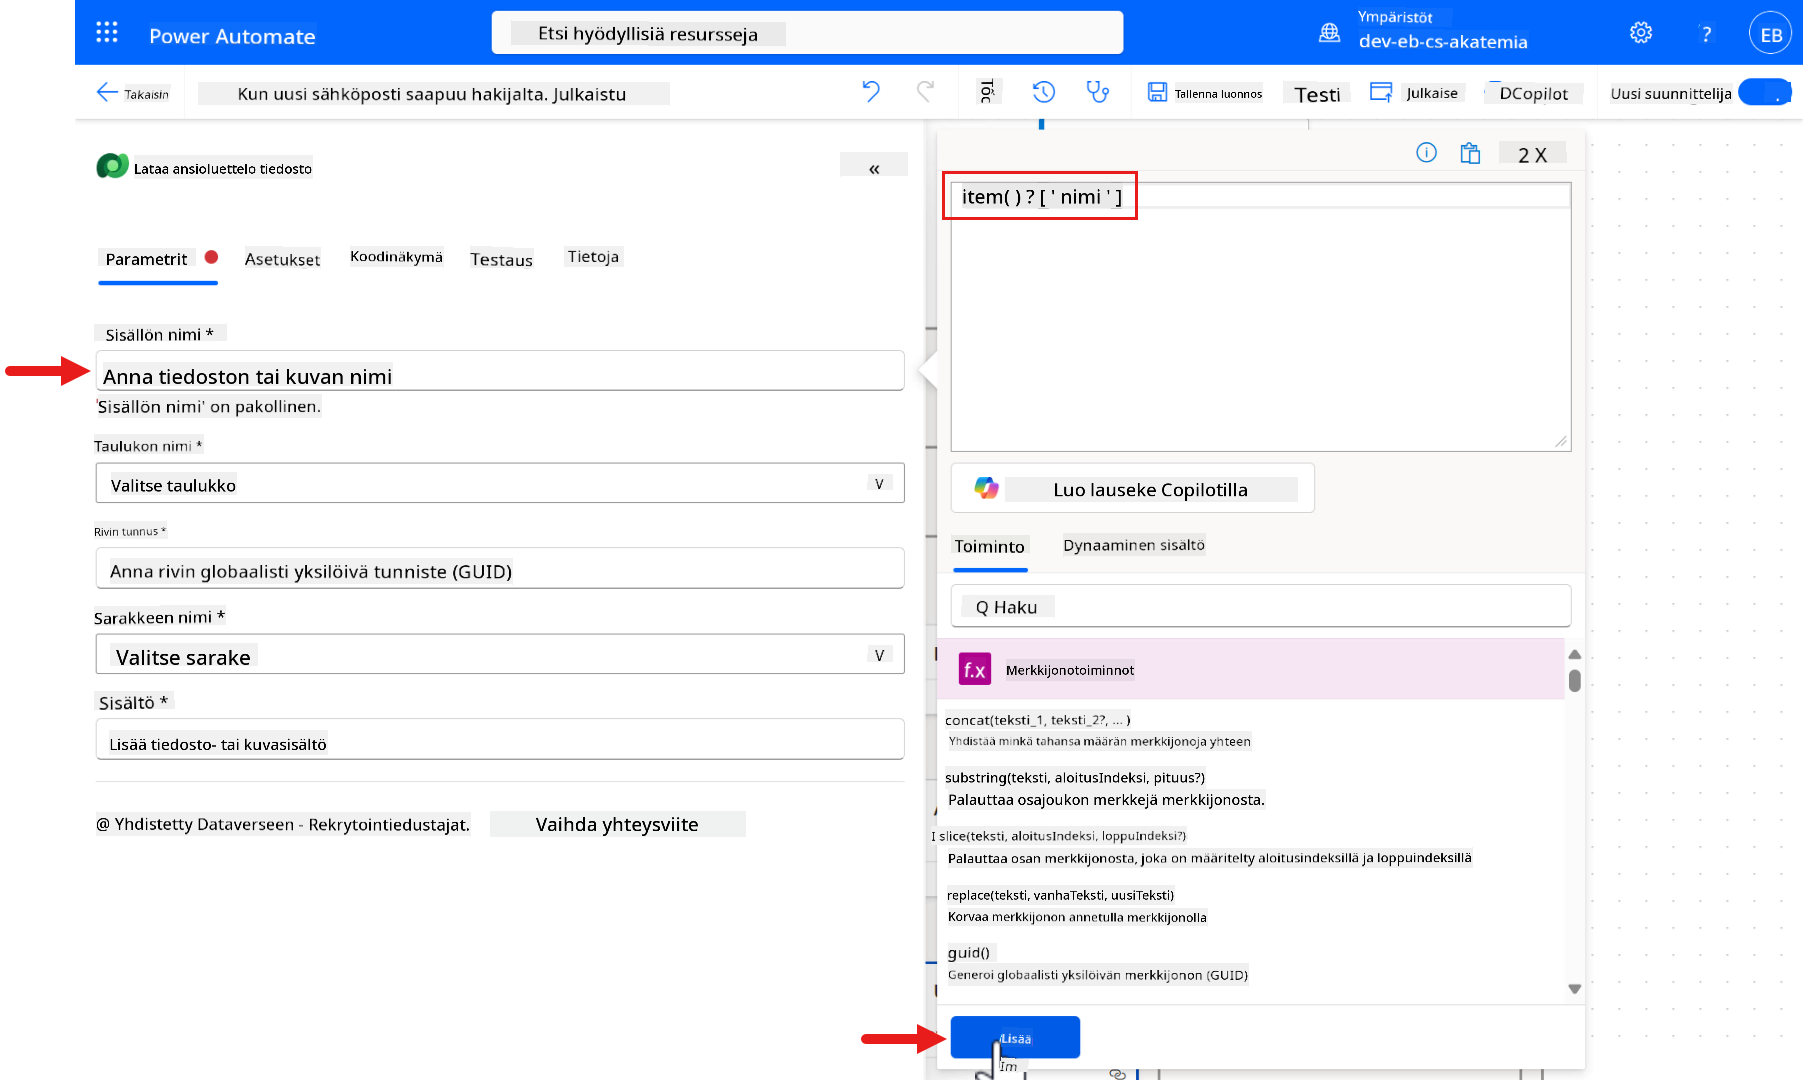 Power Automate
Etsi hyödyllisiä resursseja
Ympäristöt
dev-eb-cs-akatemia
?
EB
Takaisin
Kun uusi sähköposti saapuu hakijalta. Julkaistu
Tallenna luonnos
Testi
Julkaise
DCopilot
Uusi suunnittelija
Lataa ansioluettelo tiedosto
«
Parametrit
Asetukset
Koodinäkymä
Testaus
Tietoja
Sisällön nimi *
Anna tiedoston tai kuvan nimi
'Sisällön nimi' on pakollinen.
Taulukon nimi *
Valitse taulukko
V
Rivin tunnus *
Anna rivin globaalisti yksilöivä tunniste (GUID)
Sarakkeen nimi *
Valitse sarake
V
Sisältö *
Lisää tiedosto- tai kuvasisältö
@ Yhdistetty Dataverseen - Rekrytointiedustajat.
Vaihda yhteysviite
2 X
item( ) ? [ ' nimi ' ]
Luo lauseke Copilotilla
Toiminto
Dynaaminen sisältö
Q Haku
f.x
Merkkijonotoiminnot
concat(teksti_1, teksti_2?, ... )
Yhdistää minkä tahansa määrän merkkijonoja yhteen
substring(teksti, aloitusIndeksi, pituus?)
Palauttaa osajoukon merkkejä merkkijonosta.
I slice(teksti, aloitusIndeksi, loppuIndeksi?)
Palauttaa osan merkkijonosta, joka on määritelty aloitusindeksillä ja loppuindeksillä
replace(teksti, vanhaTeksti, uusiTeksti)
Korvaa merkkijonon annetulla merkkijonolla
guid()
Generoi globaalisti yksilöivän merkkijonon (GUID)
Lisää
Im